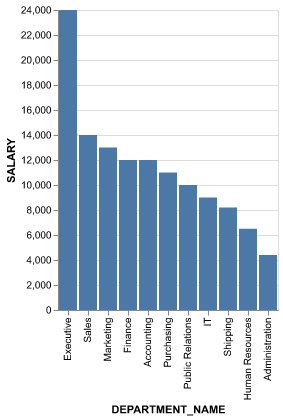 24,000
22,000
20,000
18,000
16,000
14,000
12,000
10,000
8,000
6,000
4,000
2,000
0
SALARY
Executive
Sales
Marketing
Finance
Accounting
Purchasing
Public Relations
IT
Shipping
Human Resources
Administration
DEPARTMENT_NAME